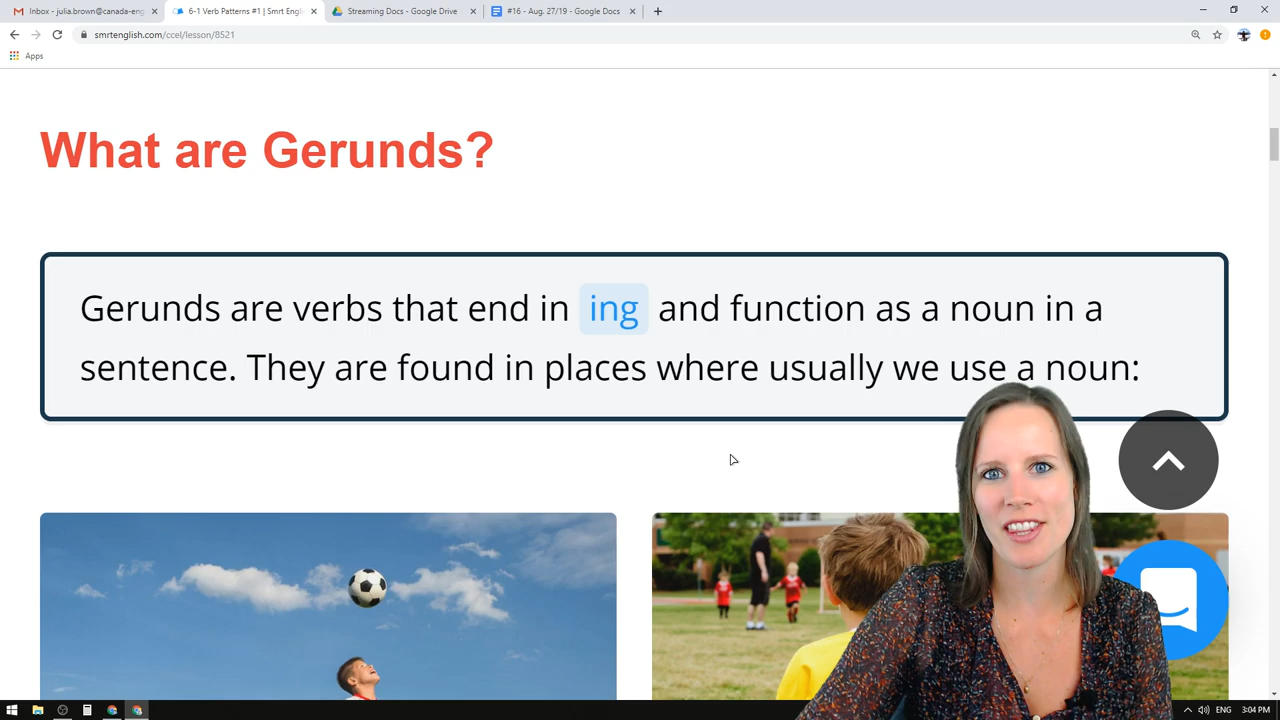 Inbox - julia.brown@canada-eng
6-1 Verb Patterns #1 | Smrt Engli
Streaming Docs - Google Drive
#16 - Aug. 27/19 - Google Docs
smrtenglish.com/ccel/lesson/8521
Apps
What are Gerunds?
Gerunds are verbs that end in ing and function as a noun in a
sentence. They are found in places where usually we use a noun:
ENG
3:04 PM